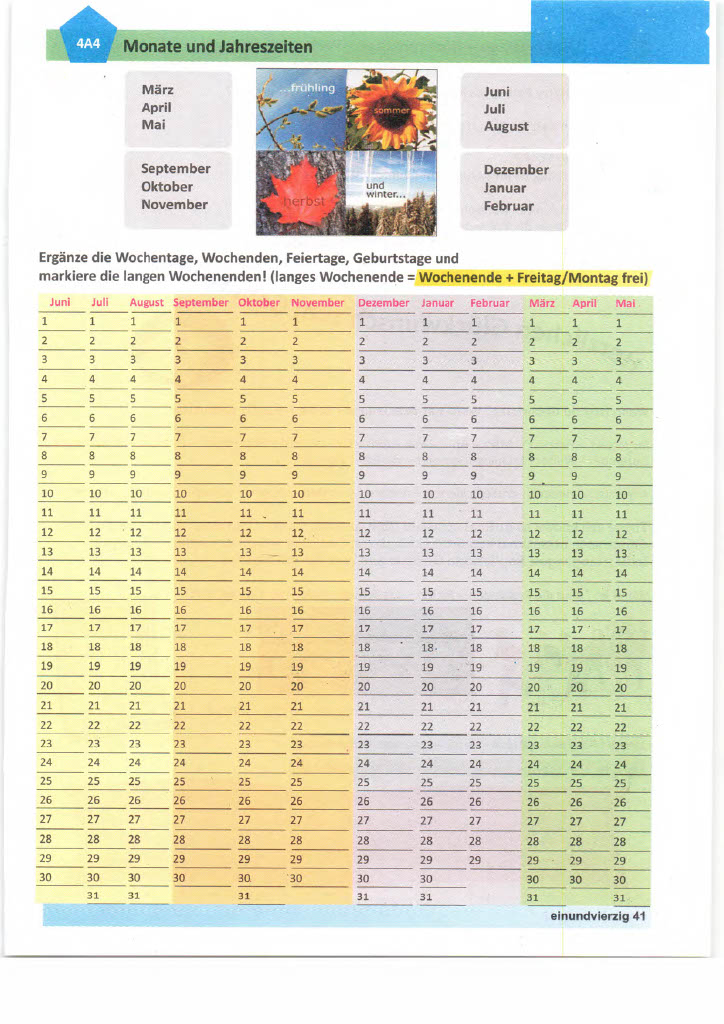 4A4 Monate und Jahreszeiten
März
April
Mai
...frühling
sommer
Juni
Juli
August
September
Oktober
November
herbst
und
winter...
Dezember
Januar
Februar
Ergänze die Wochentage, Wochenden, Feiertage, Geburtstage und
markiere die langen Wochenenden! (langes Wochenende = Wochenende + Freitag/Montag frei)
Juni Juli August September Oktober November Dezember Januar Februar März April Mai
1 1 1 1 1 1 1 1 1 1 1 1
2 2 2 2 2 2 2 2 2 2 2 2
3 3 3 3 3 3 3 3 3 3 3 3
4 4 4 4 4 4 4 4 4 4 4 4
5 5 5 5 5 5 5 5 5 5 5 5
6 6 6 6 6 6 6 6 6 6 6 6
7 7 7 7 7 7 7 7 7 7 7 7
8 8 8 8 8 8 8 8 8 8 8 8
9 9 9 9 9 9 9 9 9 9 9 9
10 10 10 10 10 10 10 10 10 10 10 10
11 11 11 11 11 11 11 11 11 11 11 11
12 12 12 12 12 12 12 12 12 12 12 12
13 13 13 13 13 13 13 13 13 13 13 13
14 14 14 14 14 14 14 14 14 14 14 14
15 15 15 15 15 15 15 15 15 15 15 15
16 16 16 16 16 16 16 16 16 16 16 16
17 17 17 17 17 17 17 17 17 17 17 17
18 18 18 18 18 18 18 18 18 18 18 18
19 19 19 19 19 19 19 19 19 19 19 19
20 20 20 20 20 20 20 20 20 20 20 20
21 21 21 21 21 21 21 21 21 21 21 21
22 22 22 22 22 22 22 22 22 22 22 22
23 23 23 23 23 23 23 23 23 23 23 23
24 24 24 24 24 24 24 24 24 24 24 24
25 25 25 25 25 25 25 25 25 25 25 25
26 26 26 26 26 26 26 26 26 26 26 26
27 27 27 27 27 27 27 27 27 27 27 27
28 28 28 28 28 28 28 28 28 28 28 28
29 29 29 29 29 29 29 29 29 29 29 29
30 30 30 30 30 30 30 30 30 30 30
31 31 31 31 31 31 31
einundvierzig 41